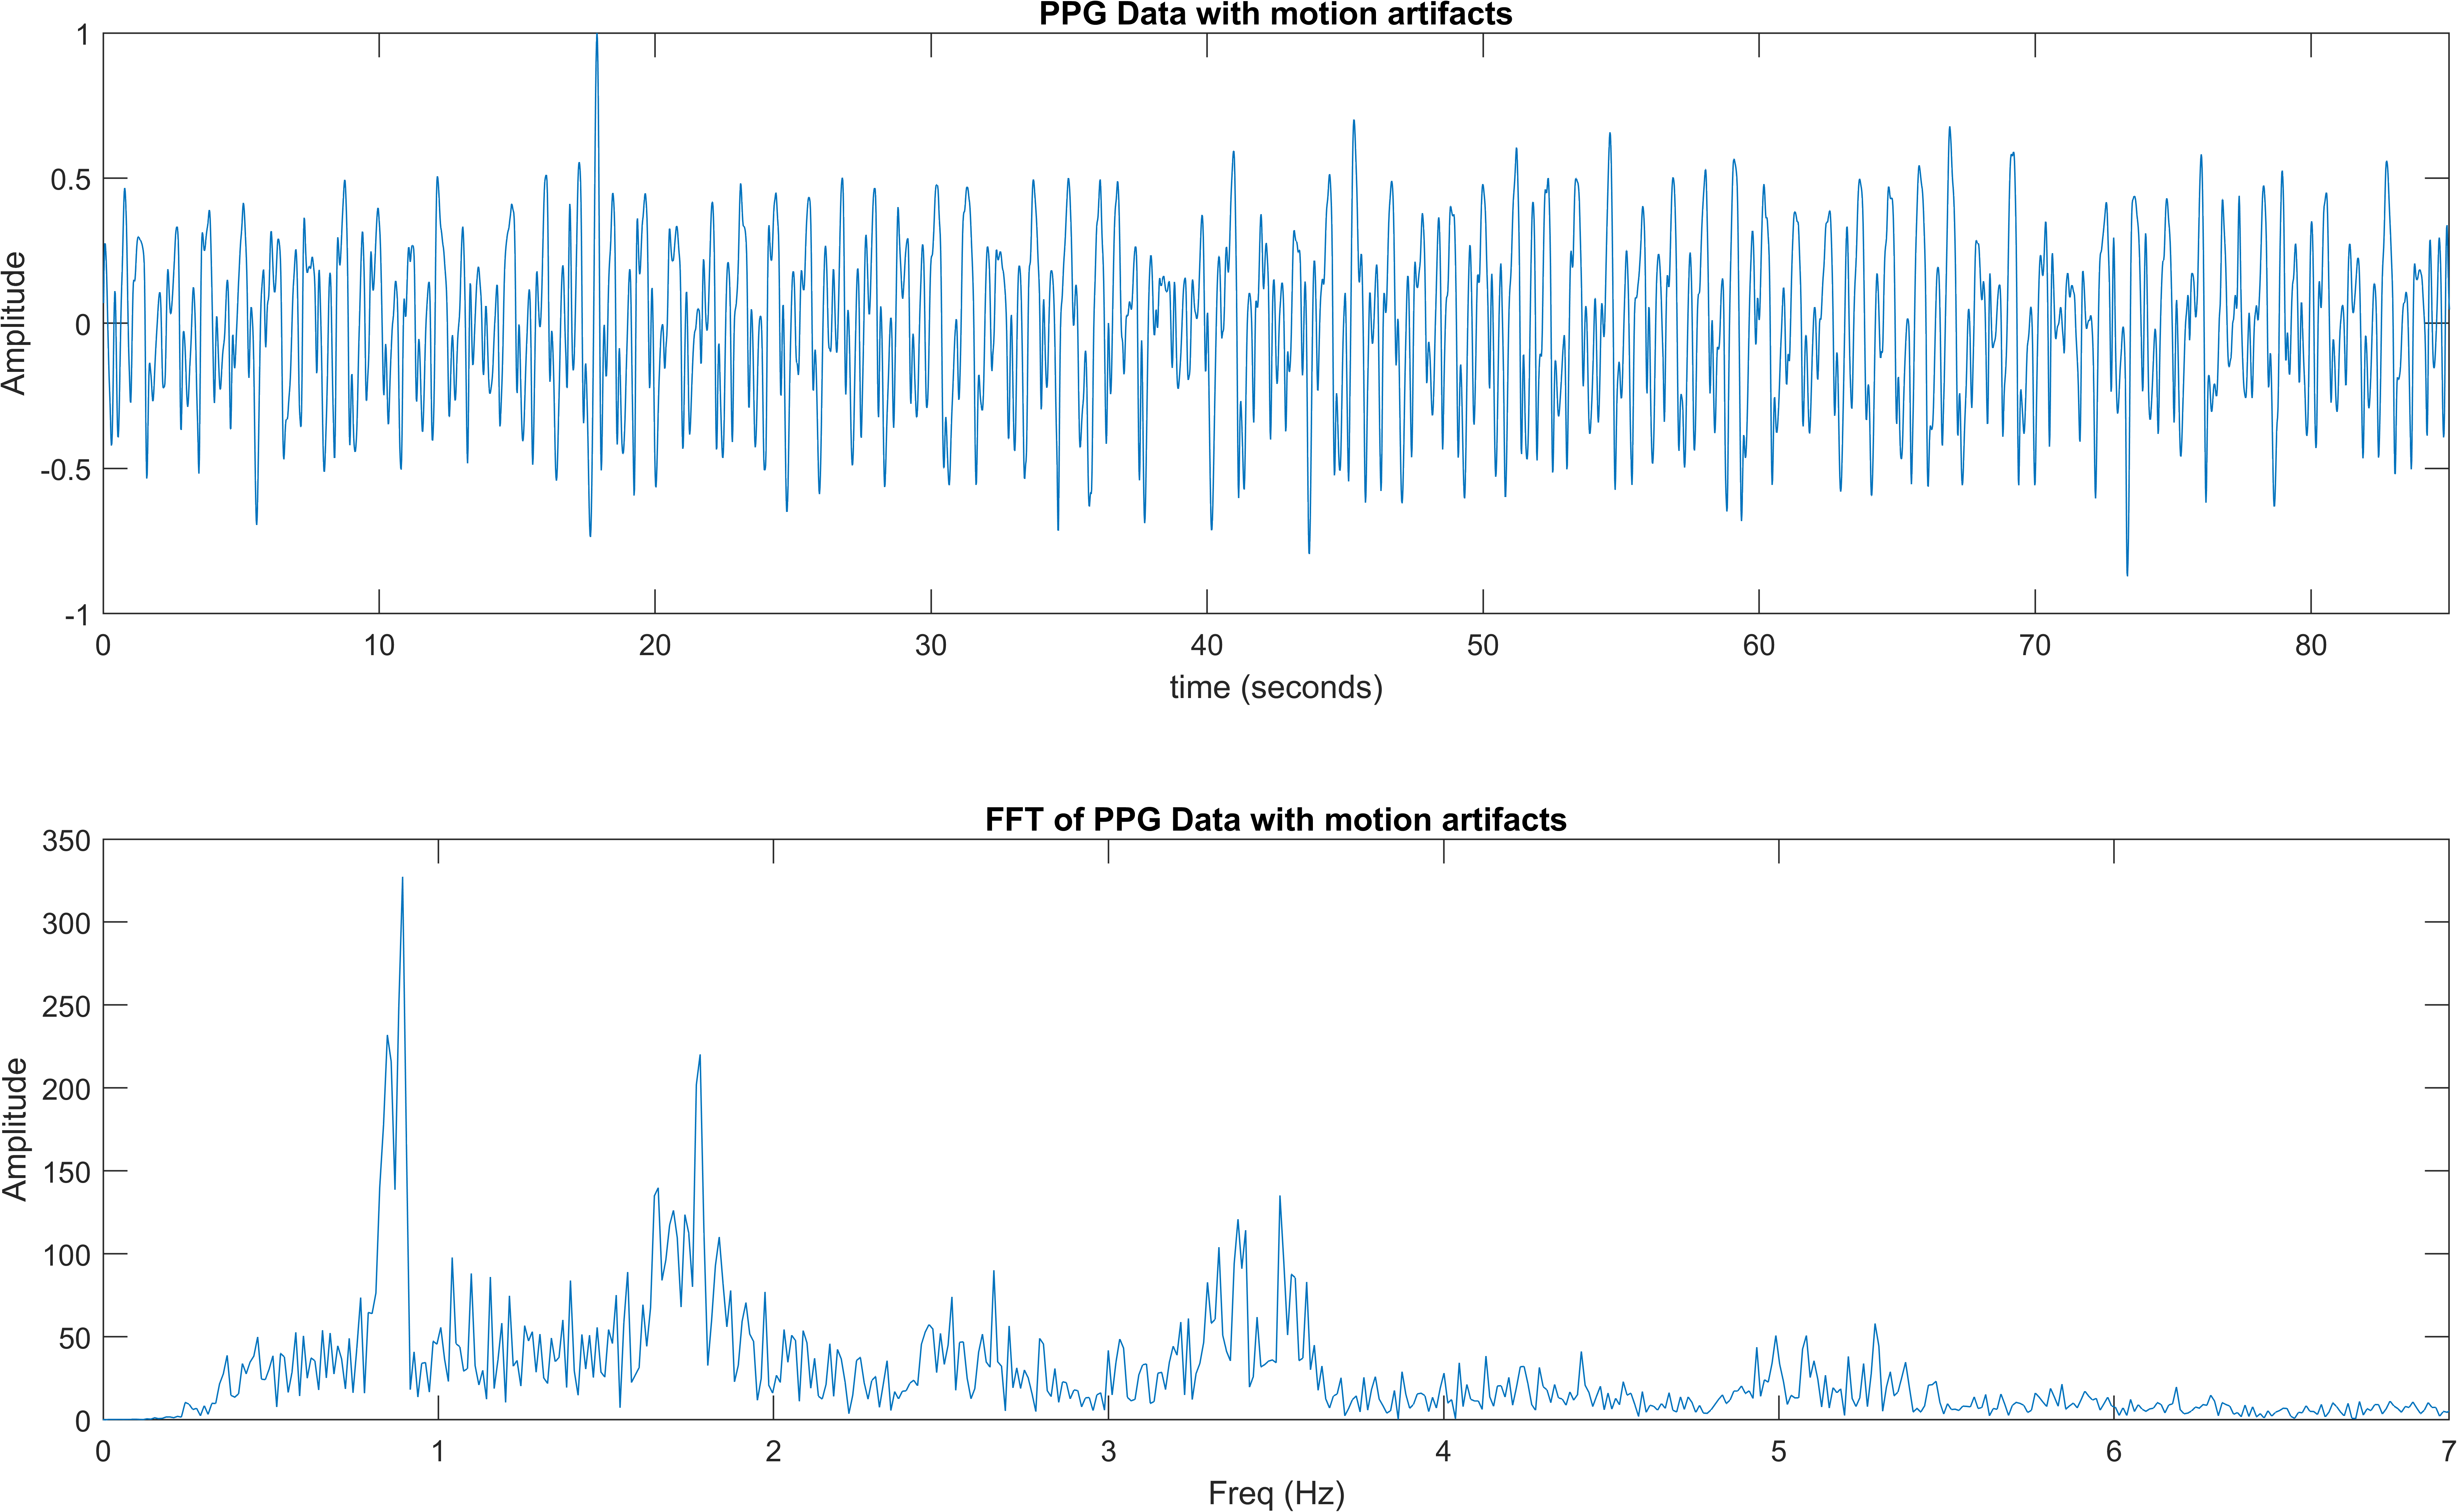 PPG Data with motion artifacts
1
0.5
0
-0.5
-1
Amplitude
0 10 20 30 40 50 60 70 80
time (seconds)
FFT of PPG Data with motion artifacts
350
300
250
200
150
100
50
0
Amplitude
0 1 2 3 4 5 6 7
Freq (Hz)